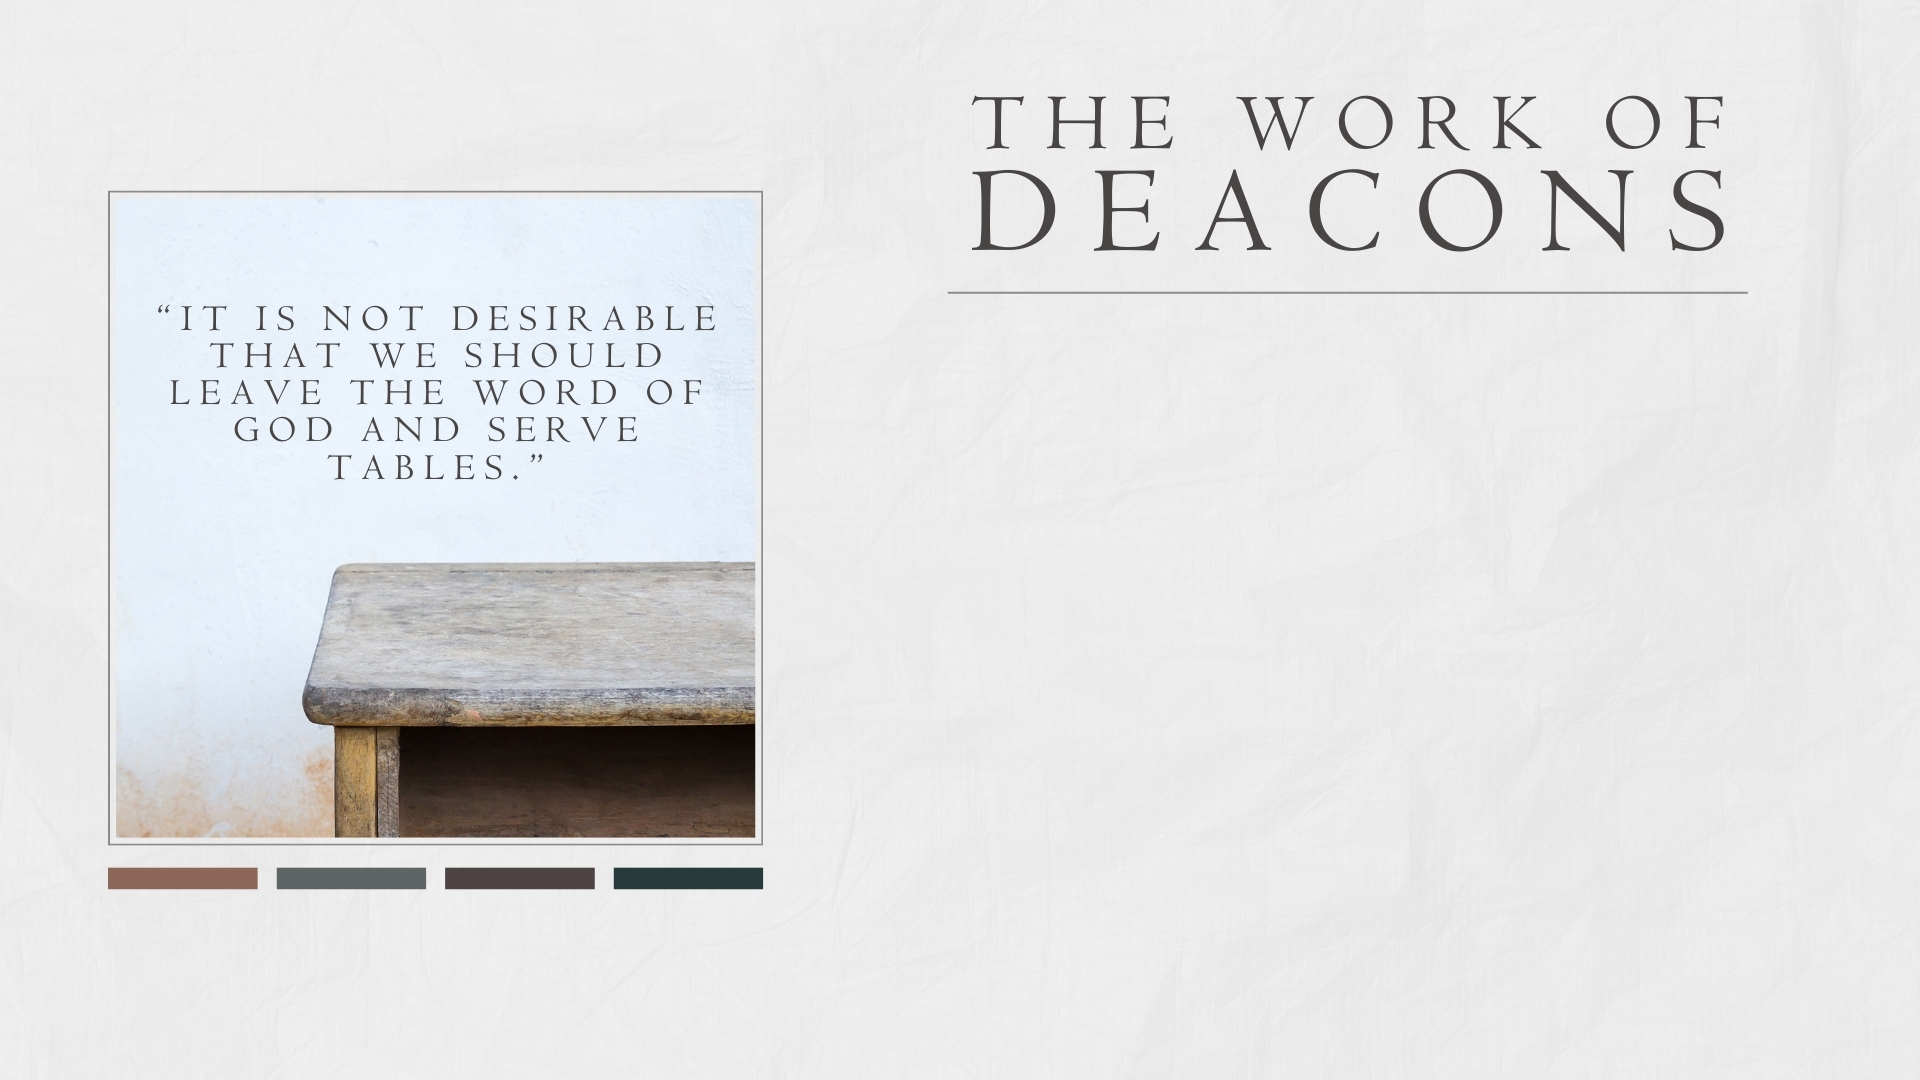 THE WORK OF
DEACONS
“IT IS NOT DESIRABLE
THAT WE SHOULD
LEAVE THE WORD OF
GOD AND SERVE
TABLES.”